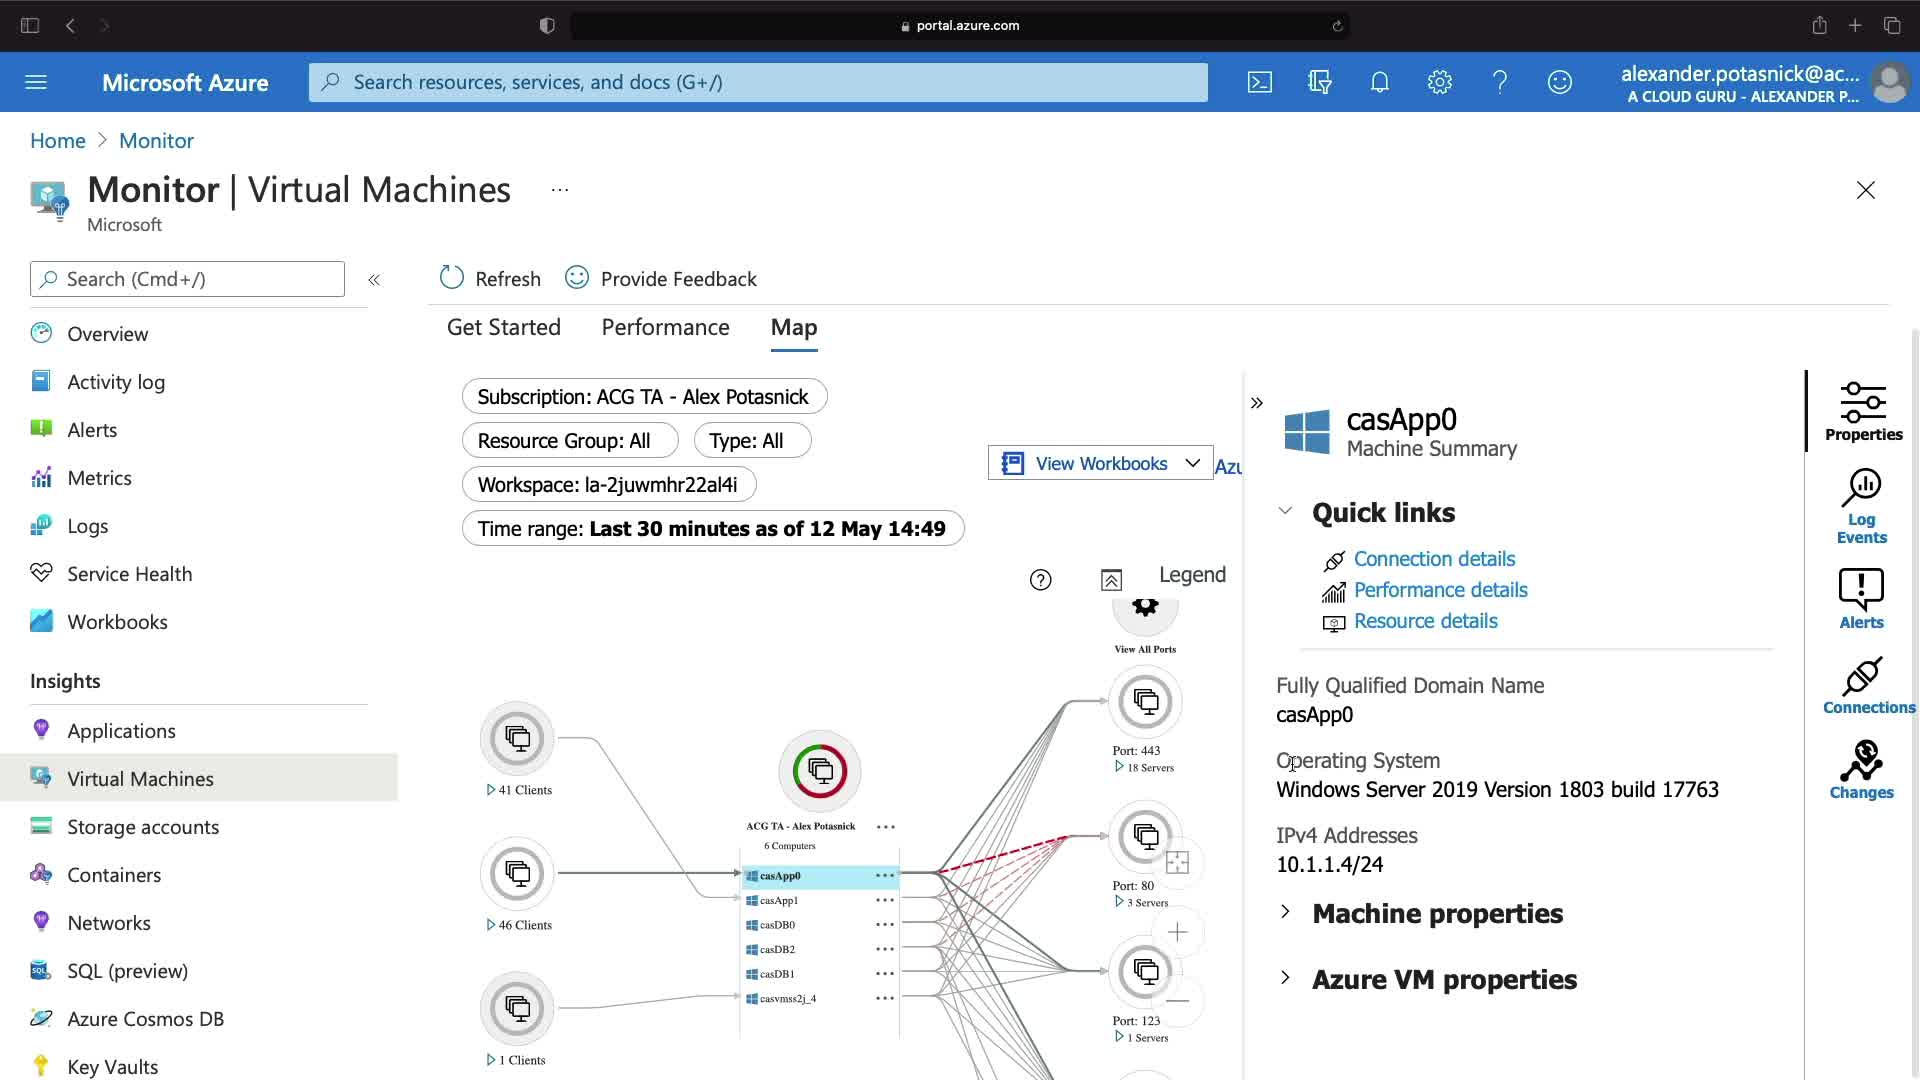 portal.azure.com
Microsoft Azure
Search resources, services, and docs (G+/)
alexander.potasnick@ac...
A CLOUD GURU - ALEXANDER P...
Home > Monitor
Monitor | Virtual Machines ...
Microsoft
Search (Cmd+/)
Overview
Activity log
Alerts
Metrics
Logs
Service Health
Workbooks
Insights
Applications
Virtual Machines
Storage accounts
Containers
Networks
SQL (preview)
Azure Cosmos DB
Key Vaults
Refresh
Provide Feedback
Get Started
Performance
Map
Subscription: ACG TA - Alex Potasnick
Resource Group: All
Type: All
Workspace: la-2juwmhr22al4i
Time range: Last 30 minutes as of 12 May 14:49
View Workbooks
Azu
Legend
View All Ports
41 Clients
46 Clients
1 Clients
ACG TA - Alex Potasnick
6 Computers
casApp0
casApp1
casDB0
casDB2
casDB1
casvmss2j_4
Port: 443
18 Servers
Port: 80
3 Servers
Port: 123
1 Servers
casApp0
Machine Summary
Quick links
Connection details
Performance details
Resource details
Fully Qualified Domain Name
casApp0
Operating System
Windows Server 2019 Version 1803 build 17763
IPv4 Addresses
10.1.1.4/24
Machine properties
Azure VM properties
Properties
Log
Events
Alerts
Connections
Changes